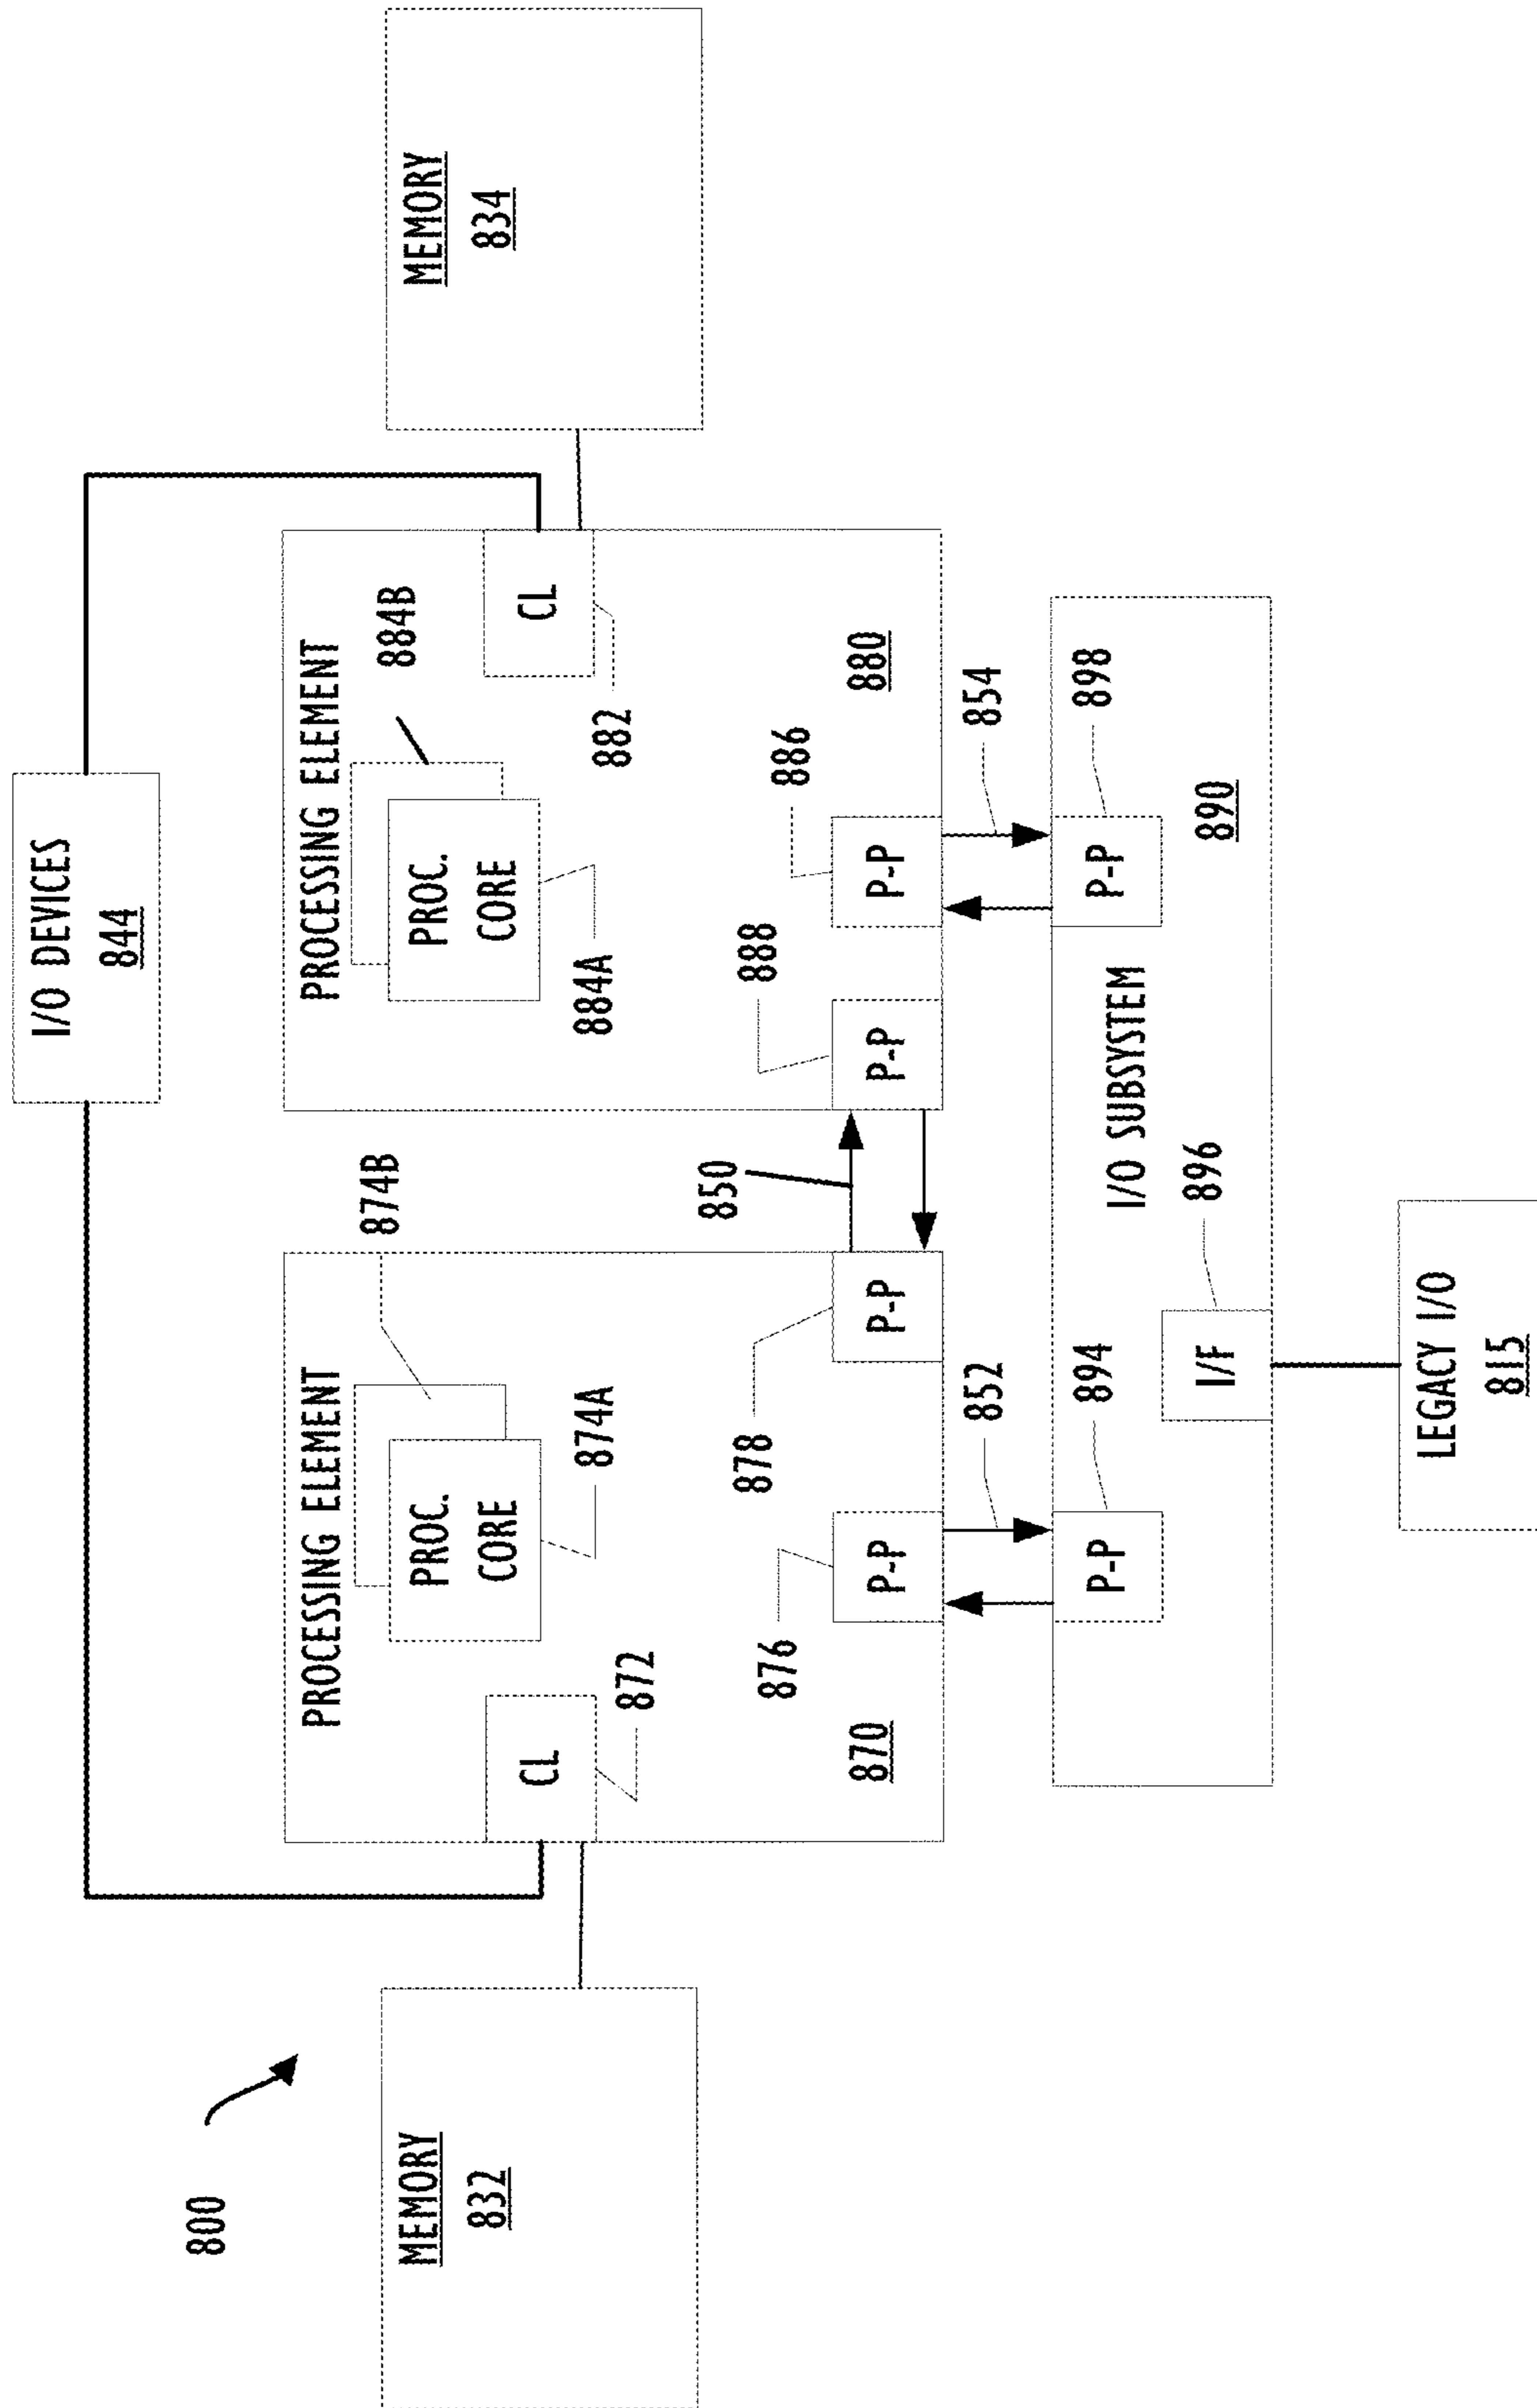 800
I/O DEVICES
844
MEMORY
832
PROCESSING ELEMENT
874B
PROC.
CORE
874A
CL
872
876
878
P-P
P-P
870
850
PROCESSING ELEMENT
884B
PROC.
CORE
884A
CL
882
888
886
P-P
P-P
880
MEMORY
834
852
854
894
P-P
I/O SUBSYSTEM
896
I/F
898
P-P
890
LEGACY I/O
815